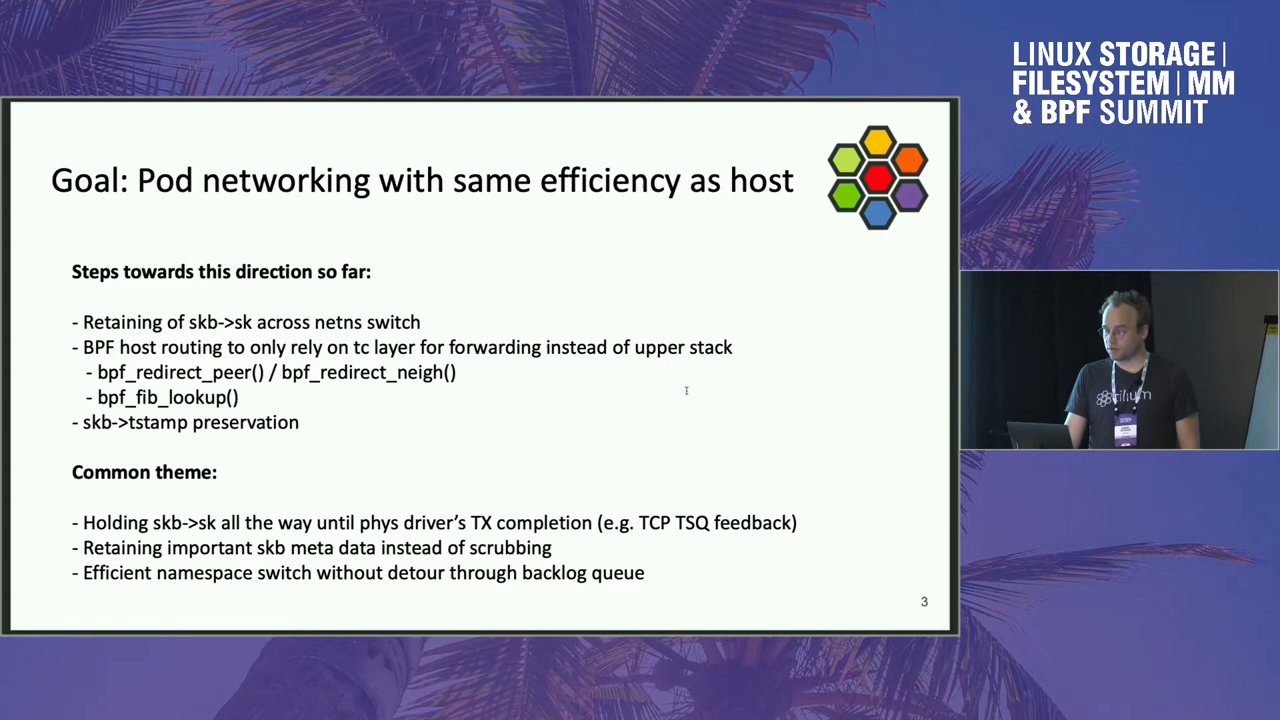 LINUX STORAGE |
FILESYSTEM | MM
& BPF SUMMIT
Goal: Pod networking with same efficiency as host
Steps towards this direction so far:
- Retaining of skb->sk across netns switch
- BPF host routing to only rely on tc layer for forwarding instead of upper stack
- bpf_redirect_peer() / bpf_redirect_neigh()
- bpf_fib_lookup()
- skb->tstamp preservation
Common theme:
- Holding skb->sk all the way until phys driver's TX completion (e.g. TCP TSQ feedback)
- Retaining important skb meta data instead of scrubbing
- Efficient namespace switch without detour through backlog queue
3
cilium